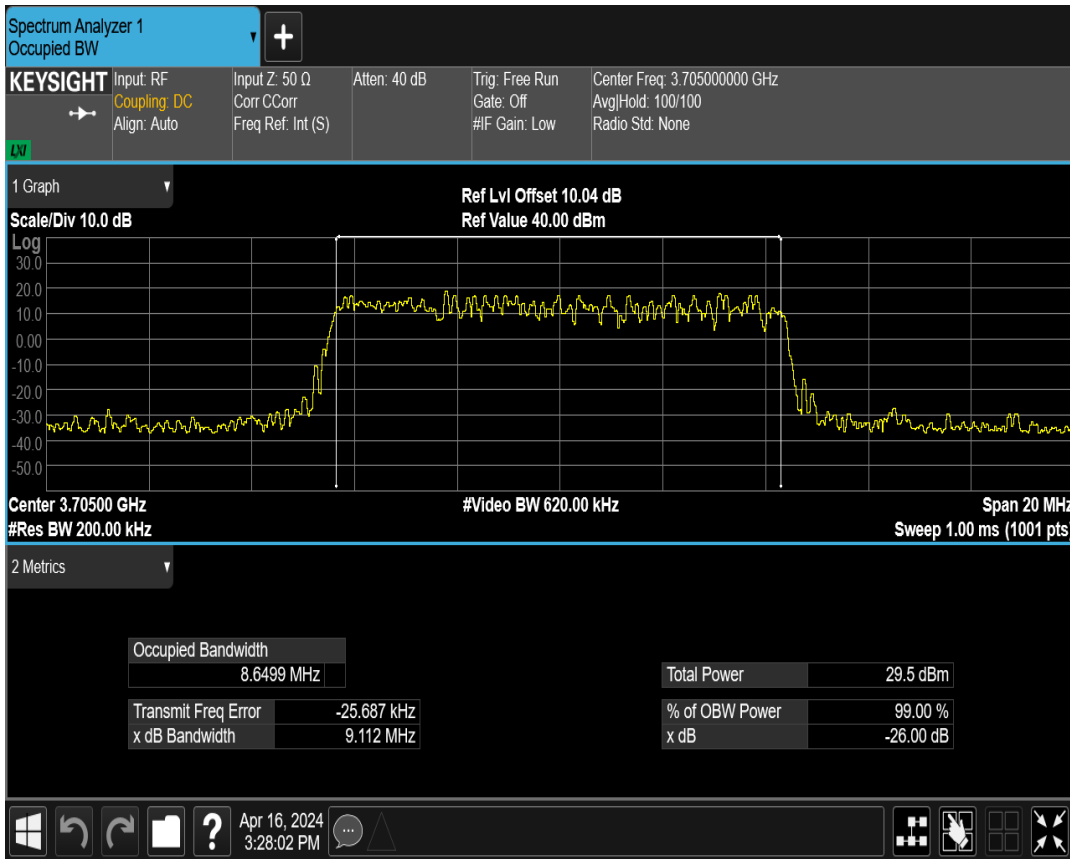 Spectrum Analyzer 1
Occupied BW
KEYSIGHT
LXI
Input: RF
Coupling: DC
Align: Auto
Input Z: 50 Ω
Corr CCorr
Freq Ref: Int (S)
Atten: 40 dB
Trig: Free Run
Gate: Off
#IF Gain: Low
Center Freq: 3.705000000 GHz
Avg|Hold: 100/100
Radio Std: None
1 Graph
Scale/Div 10.0 dB
Ref Lvl Offset 10.04 dB
Ref Value 40.00 dBm
Log
30.0
20.0
10.0
0.00
-10.0
-20.0
-30.0
-40.0
-50.0
Center 3.70500 GHz
#Video BW 620.00 kHz
Span 20 MHz
#Res BW 200.00 kHz
Sweep 1.00 ms (1001 pts)
2 Metrics
Occupied Bandwidth
8.6499 MHz
Total Power 29.5 dBm
Transmit Freq Error -25.687 kHz
% of OBW Power 99.00 %
x dB Bandwidth 9.112 MHz
x dB -26.00 dB
Apr 16, 2024
3:28:02 PM